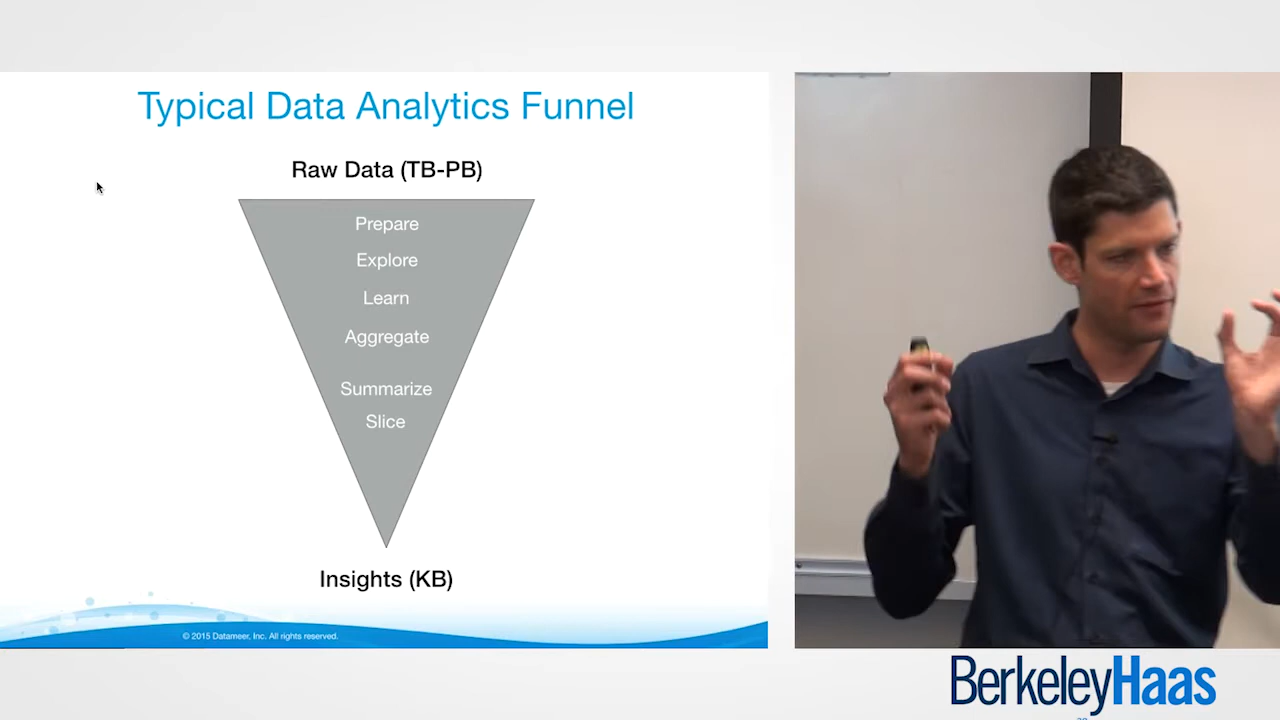 Typical Data Analytics Funnel
Raw Data (TB-PB)
Prepare
Explore
Learn
Aggregate
Summarize
Slice
Insights (KB)
© 2015 Datameer, Inc. All rights reserved.
BerkeleyHaas